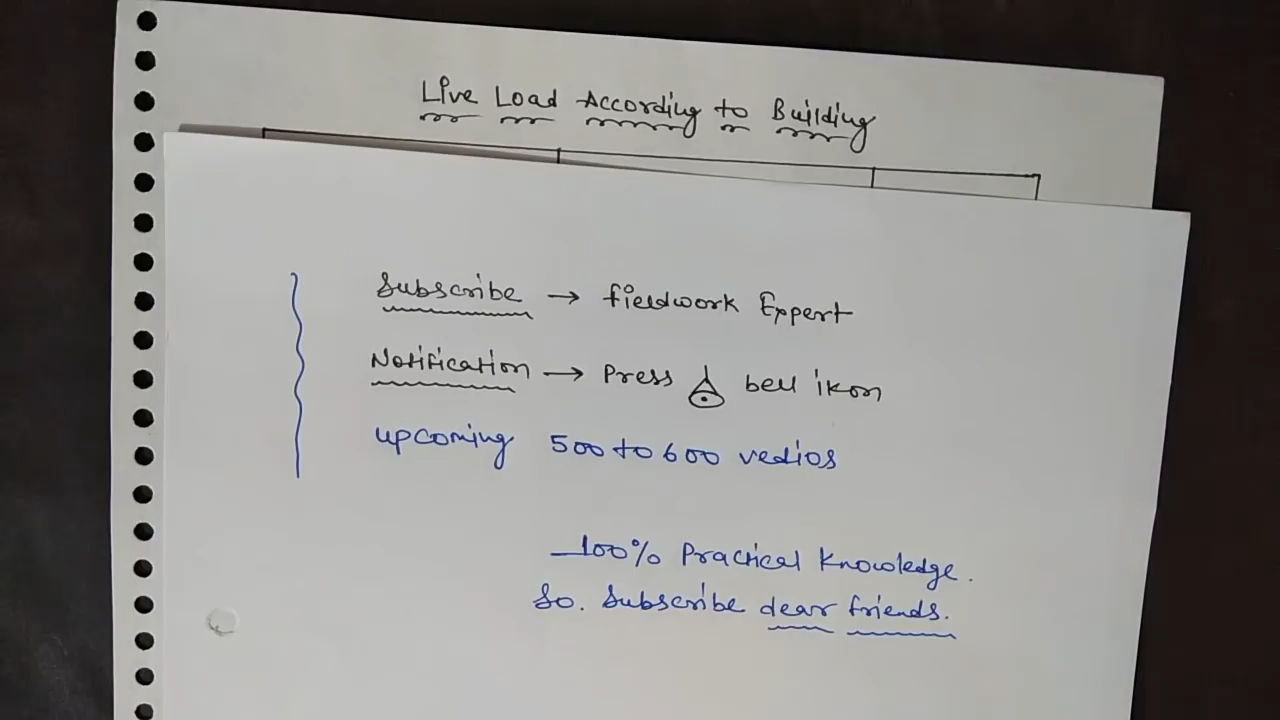 Live Load According to Building
Subscribe → fieldwork Expert
Notification → Press bell ikon
upcoming 500 to 600 vedios
100% Practical Knowledge.
So. Subscribe dear friends.